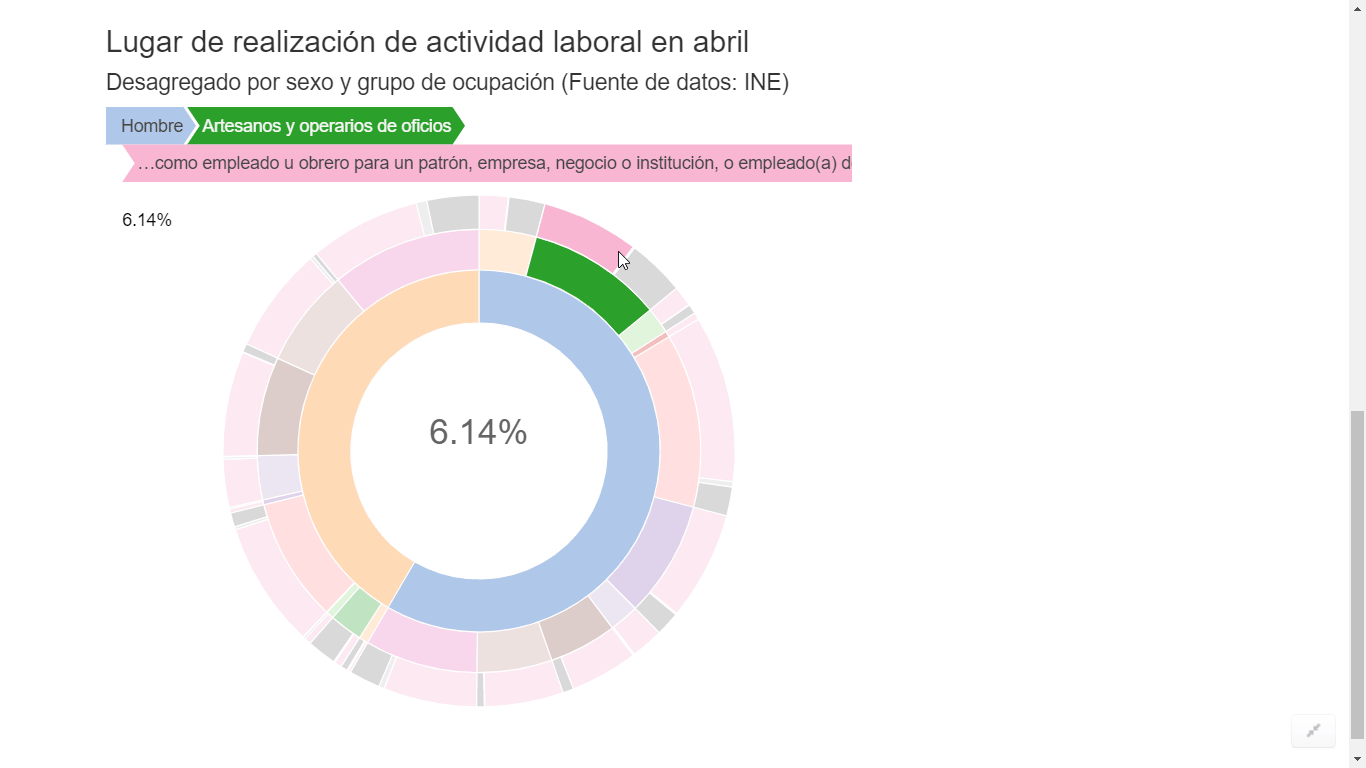 Lugar de realización de actividad laboral en abril
Desagregado por sexo y grupo de ocupación (Fuente de datos: INE)
Hombre Artesanos y operarios de oficios
…como empleado u obrero para un patrón, empresa, negocio o institución, o empleado(a) d
6.14%
6.14%